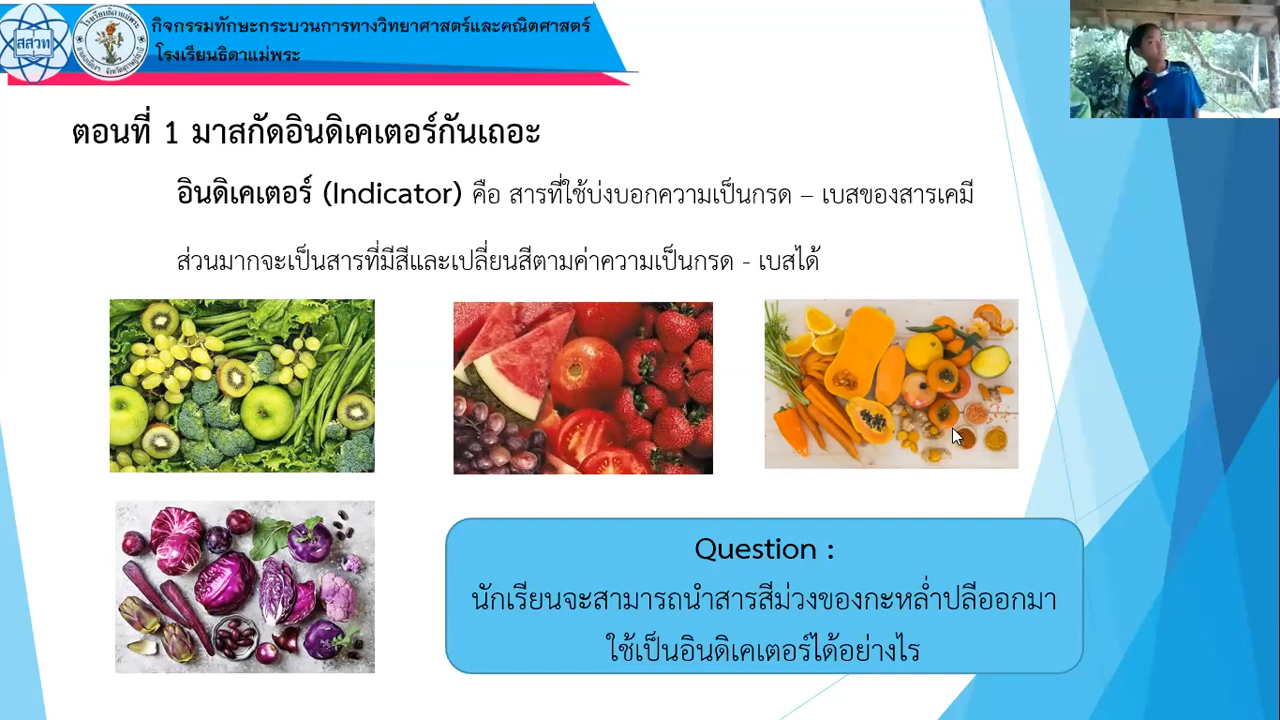 กิจกรรมทักษะกระบวนการทางวิทยาศาสตร์และคณิตศาสตร์
โรงเรียนธิดาแม่พระ
สสวท
ตอนที่ 1 มาสกัดอินดิเคเตอร์กันเถอะ
อินดิเคเตอร์ (Indicator) คือ สารที่ใช้บ่งบอกความเป็นกรด – เบสของสารเคมี
ส่วนมากจะเป็นสารที่มีสีและเปลี่ยนสีตามค่าความเป็นกรด - เบสได้
Question :
นักเรียนจะสามารถนำสารสีม่วงของกะหล่ำปลีออกมา
ใช้เป็นอินดิเคเตอร์ได้อย่างไร